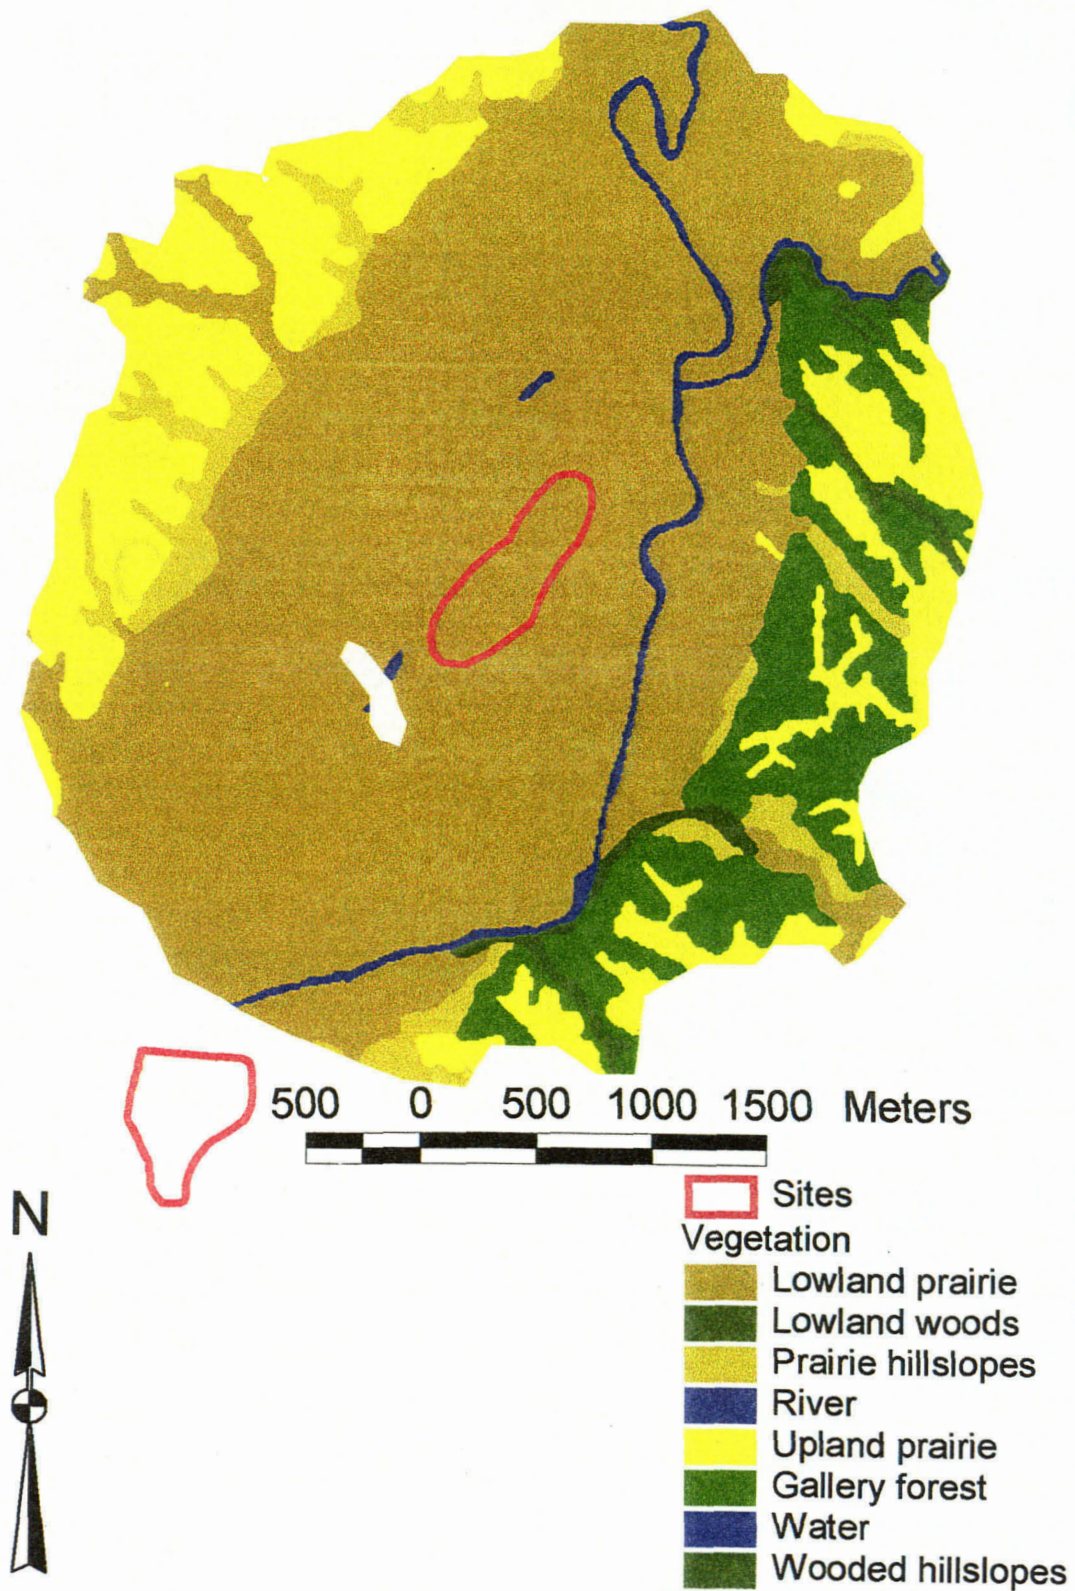 500 0 500 1000 1500 Meters
N
Sites
Vegetation
Lowland prairie
Lowland woods
Prairie hillslopes
River
Upland prairie
Gallery forest
Water
Wooded hillslopes